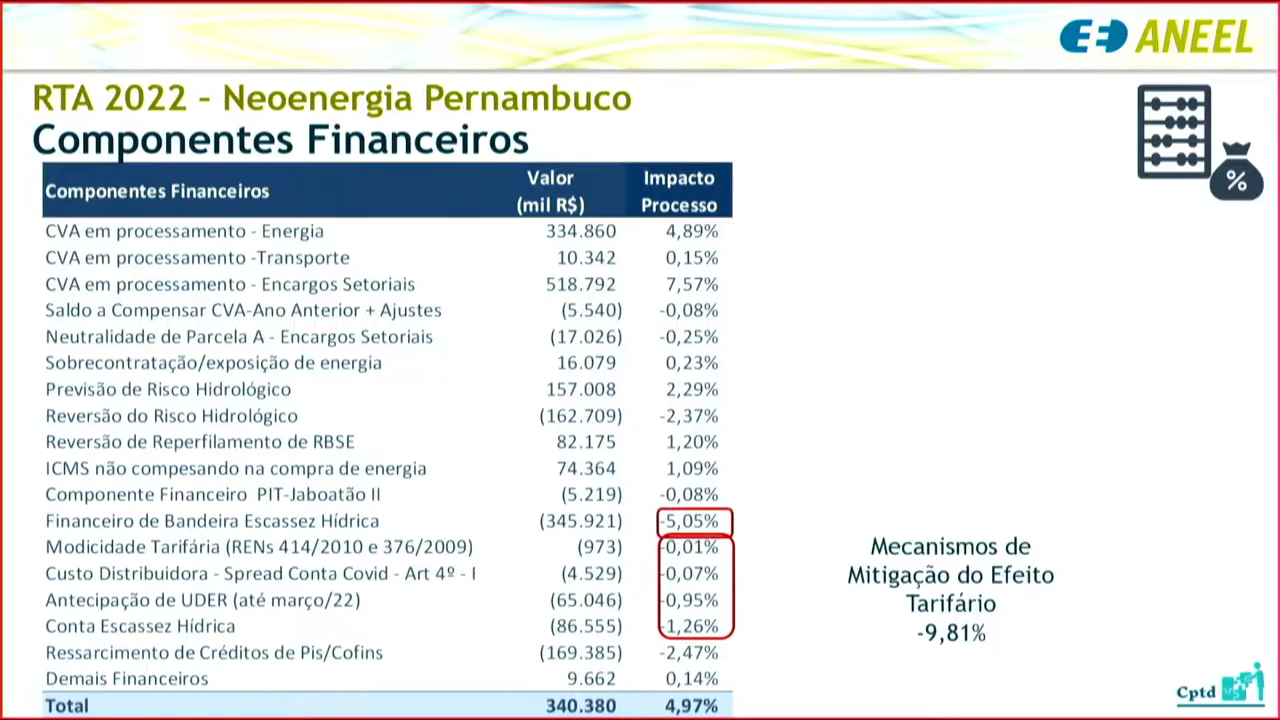 ANEEL
RTA 2022 – Neoenergia Pernambuco
Componentes Financeiros
Componentes Financeiros Valor (mil R$) Impacto Processo
CVA em processamento - Energia 334.860 4,89%
CVA em processamento -Transporte 10.342 0,15%
CVA em processamento - Encargos Setoriais 518.792 7,57%
Saldo a Compensar CVA-Ano Anterior + Ajustes (5.540) -0,08%
Neutralidade de Parcela A - Encargos Setoriais (17.026) -0,25%
Sobrecontratação/exposição de energia 16.079 0,23%
Previsão de Risco Hidrológico 157.008 2,29%
Reversão do Risco Hidrológico (162.709) -2,37%
Reversão de Reperfilamento de RBSE 82.175 1,20%
ICMS não compesando na compra de energia 74.364 1,09%
Componente Financeiro PIT-Jaboatão II (5.219) -0,08%
Financeiro de Bandeira Escassez Hídrica (345.921) -5,05%
Modicidade Tarifária (RENs 414/2010 e 376/2009) (973) -0,01%
Custo Distribuidora - Spread Conta Covid - Art 4º - I (4.529) -0,07%
Antecipação de UDER (até março/22) (65.046) -0,95%
Conta Escassez Hídrica (86.555) -1,26%
Ressarcimento de Créditos de Pis/Cofins (169.385) -2,47%
Demais Financeiros 9.662 0,14%
Total 340.380 4,97%
%
Mecanismos de
Mitigação do Efeito
Tarifário
-9,81%
Cptd